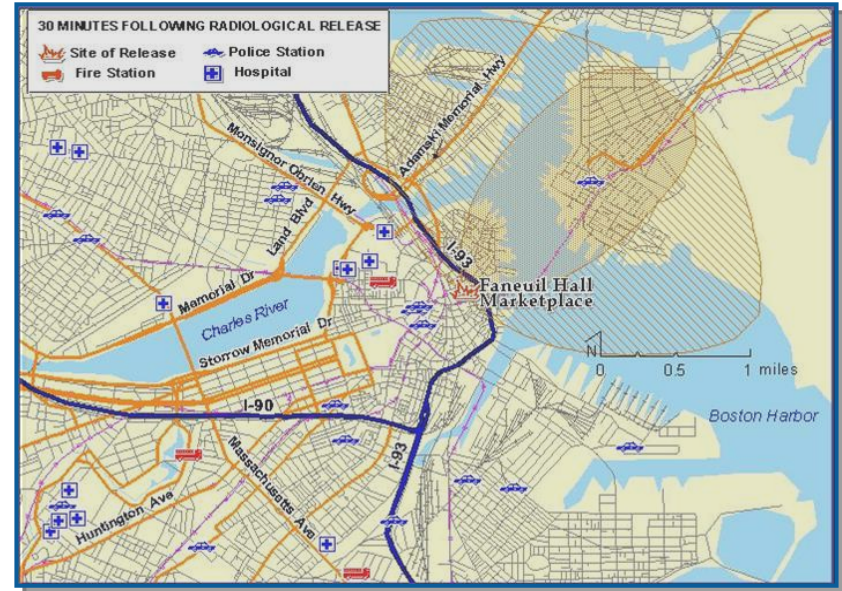 30 MINUTES FOLLOWING RADIOLOGICAL RELEASE
Site of Release
Police Station
Fire Station
Hospital
Adamski Memorial Hwy
Monsignor Obrien Hwy
Land Blvd
I-93
Faneuil Hall
Marketplace
Memorial Dr
Charles River
Storrow Memorial Dr
N
0 0.5 1 miles
I-90
Boston Harbor
I-93
Massachusetts Ave
Huntington Ave